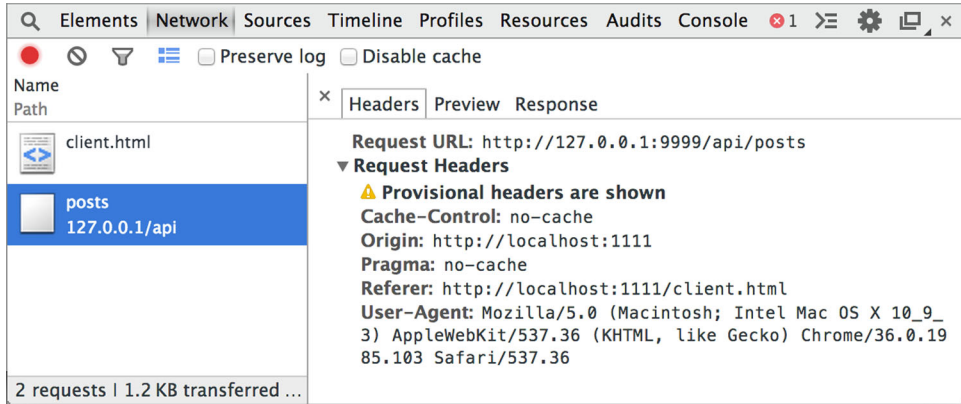 Elements Network Sources Timeline Profiles Resources Audits Console 1
Preserve log Disable cache
Name
Path
client.html
posts
127.0.0.1/api
2 requests | 1.2 KB transferred ...
× Headers Preview Response
Request URL: http://127.0.0.1:9999/api/posts
Request Headers
Provisional headers are shown
Cache-Control: no-cache
Origin: http://localhost:1111
Pragma: no-cache
Referer: http://localhost:1111/client.html
User-Agent: Mozilla/5.0 (Macintosh; Intel Mac OS X 10_9_
3) AppleWebKit/537.36 (KHTML, like Gecko) Chrome/36.0.19
85.103 Safari/537.36